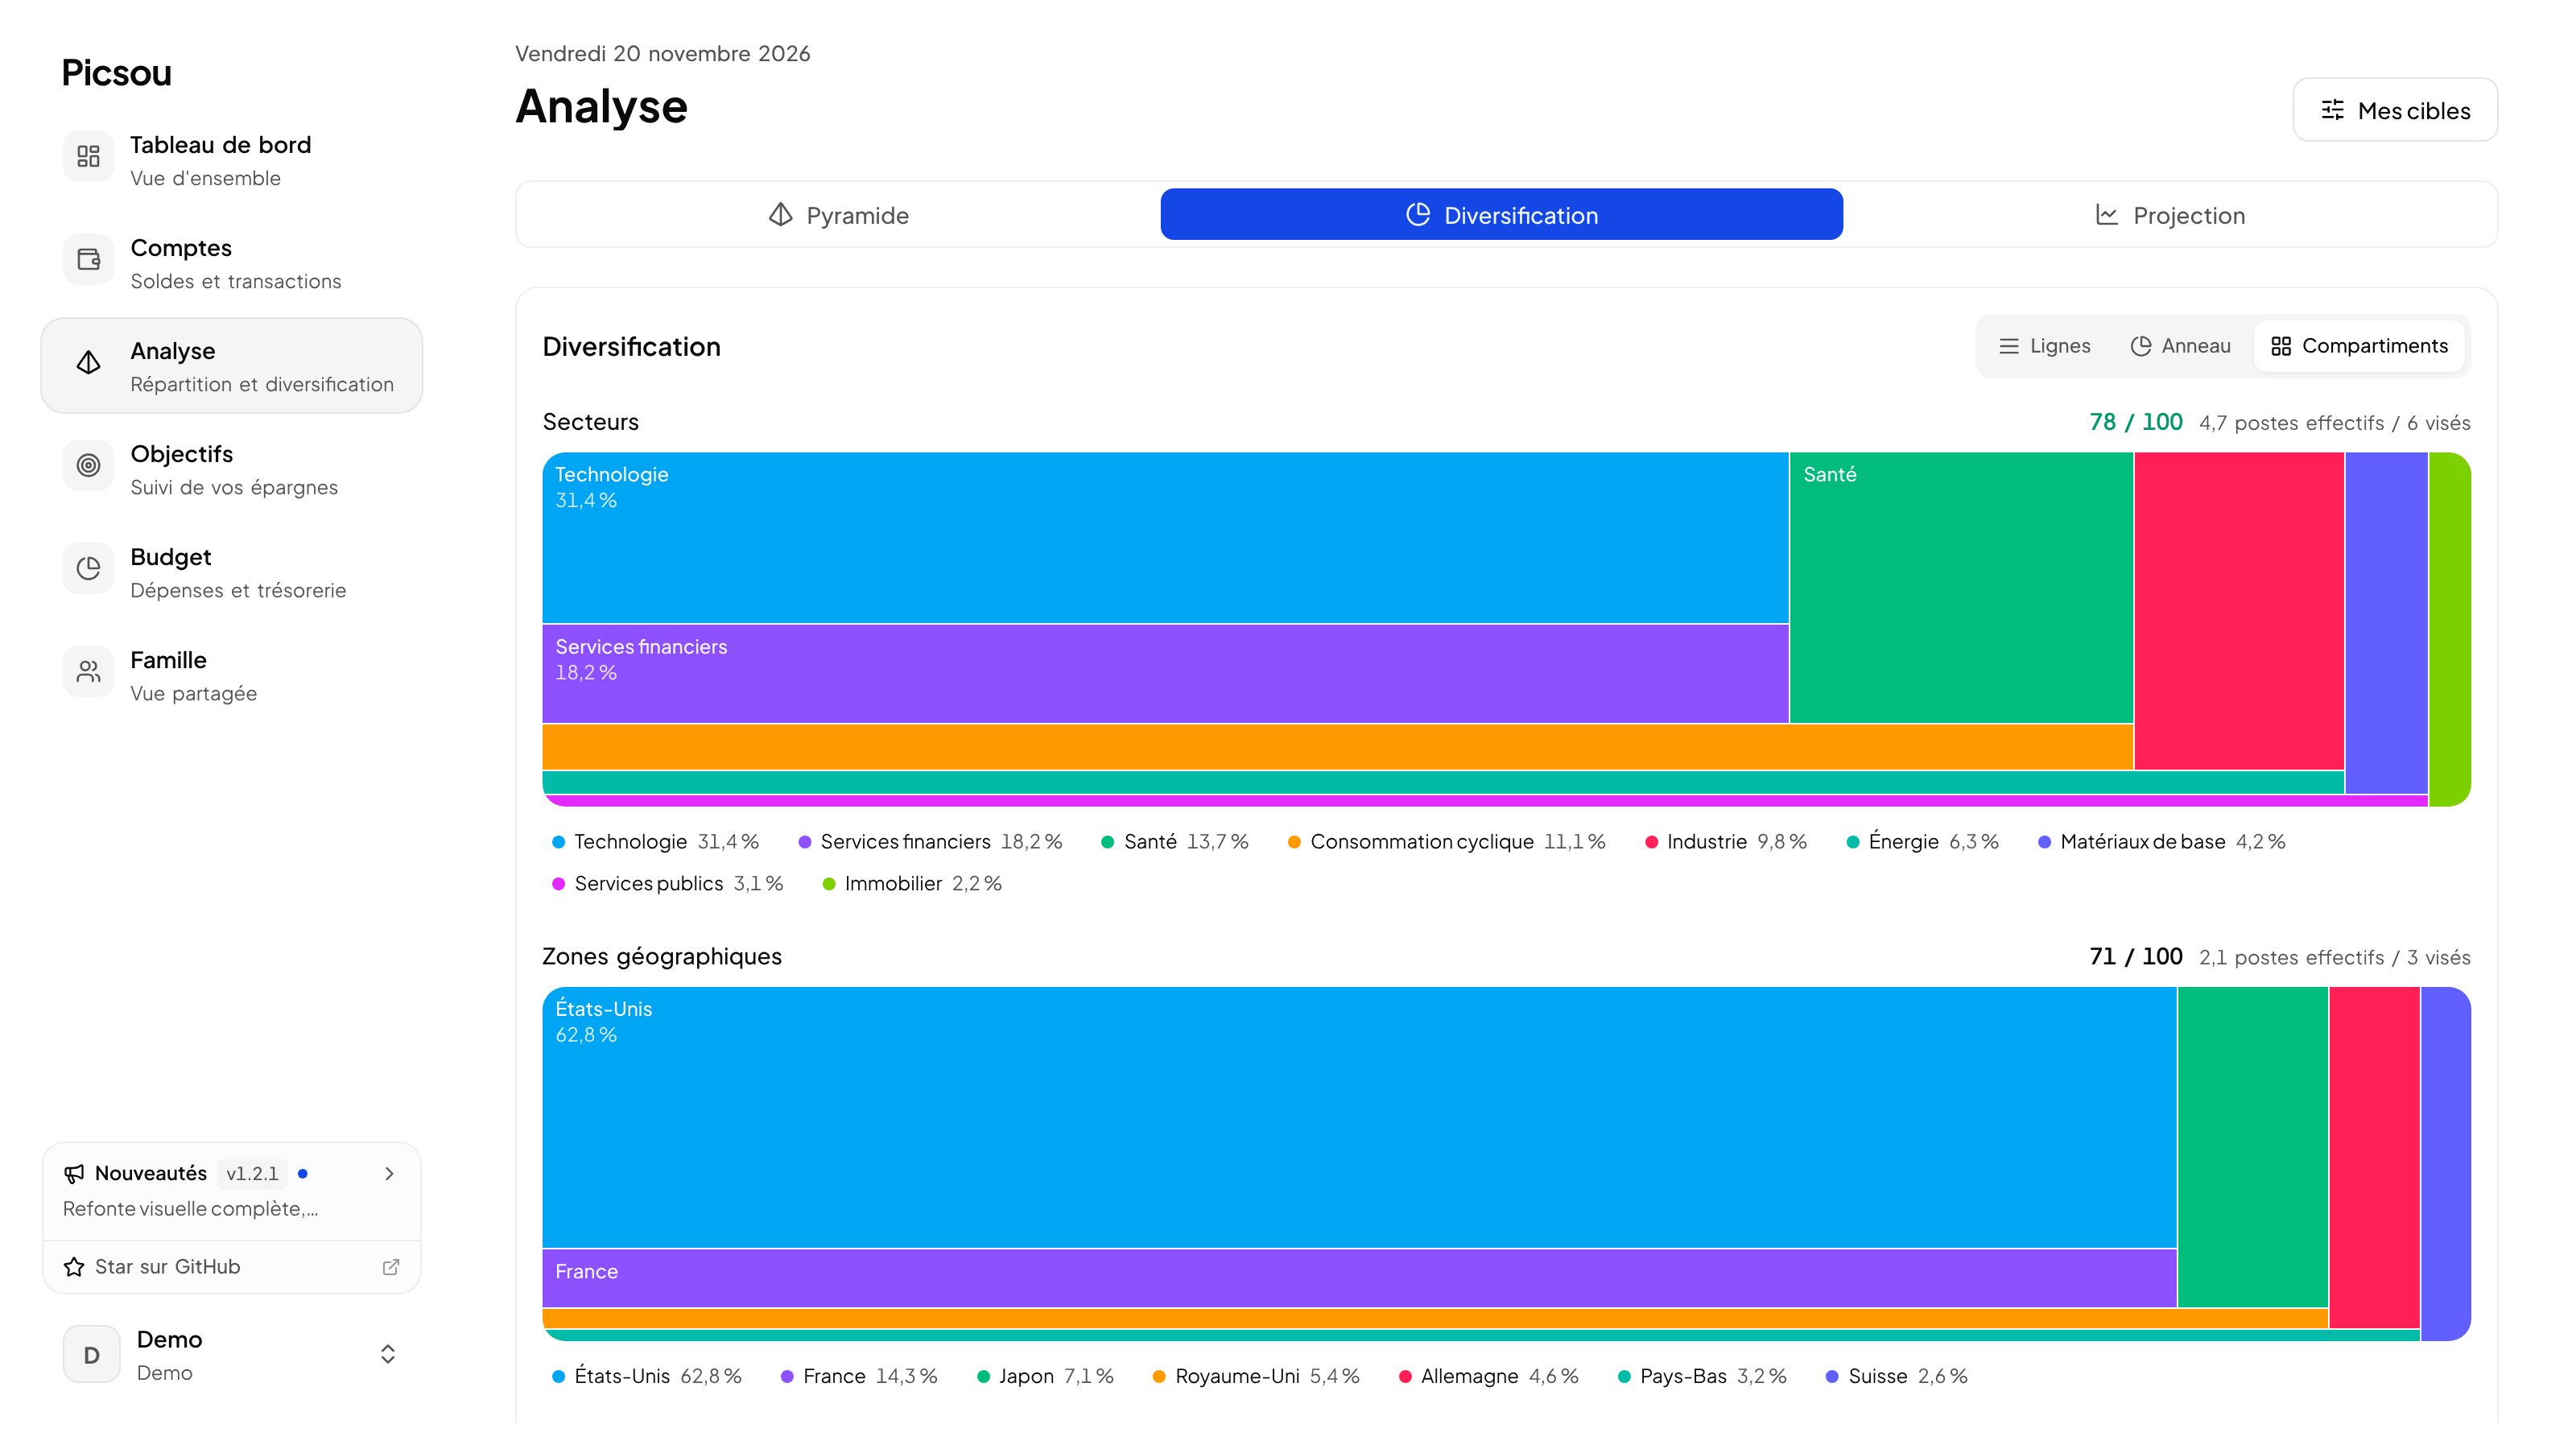 Picsou
Tableau de bord
Vue d'ensemble
Comptes
Soldes et transactions
Analyse
Répartition et diversification
Objectifs
Suivi de vos épargnes
Budget
Dépenses et trésorerie
Famille
Vue partagée
Nouveautés v1.2.1
Refonte visuelle complète,...
Star sur GitHub
D
Demo
Demo
Vendredi 20 novembre 2026
Analyse
Mes cibles
Pyramide
Diversification
Projection
Diversification
Lignes
Anneau
Compartiments
Secteurs
78 / 100 4,7 postes effectifs / 6 visés
Technologie
31,4 %
Santé
Services financiers
18,2 %
Technologie 31,4 % Services financiers 18,2 % Santé 13,7 % Consommation cyclique 11,1 % Industrie 9,8 % Énergie 6,3 % Matériaux de base 4,2 %
Services publics 3,1 % Immobilier 2,2 %
Zones géographiques
71 / 100 2,1 postes effectifs / 3 visés
États-Unis
62,8 %
France
États-Unis 62,8 % France 14,3 % Japon 7,1 % Royaume-Uni 5,4 % Allemagne 4,6 % Pays-Bas 3,2 % Suisse 2,6 %